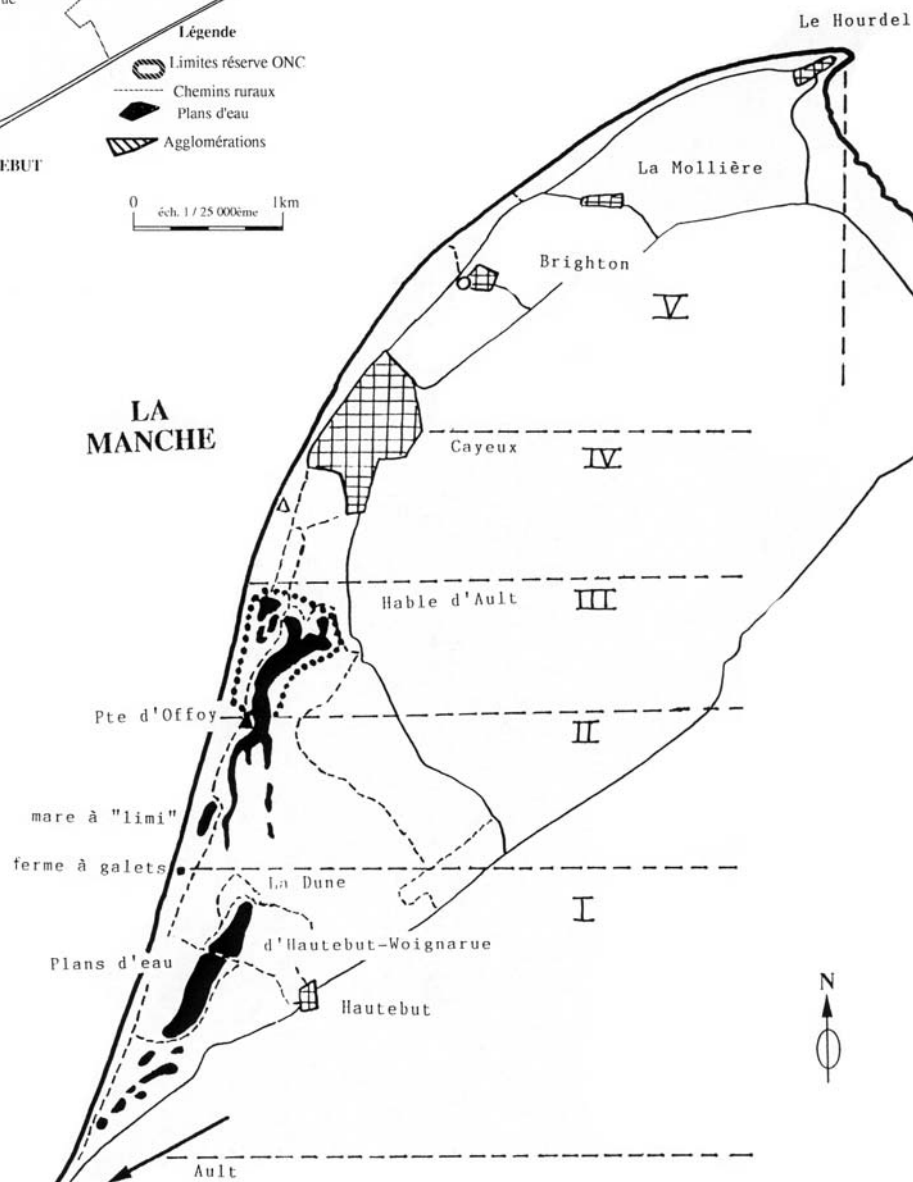 Le Hourdel
Légende
Limites réserve ONC
Chemins ruraux
Plans d'eau
Agglomérations
EBUT
0 1km
éch. 1 / 25 000ème
La Mollière
Brighton
V
LA
MANCHE
Cayeux
IV
Hable d'Ault
III
Pte d'Offoy
II
mare à "limi"
ferme à galets
La Dune
I
d'Hautebut-Woignarue
Plans d'eau
Hautebut
N
Ault